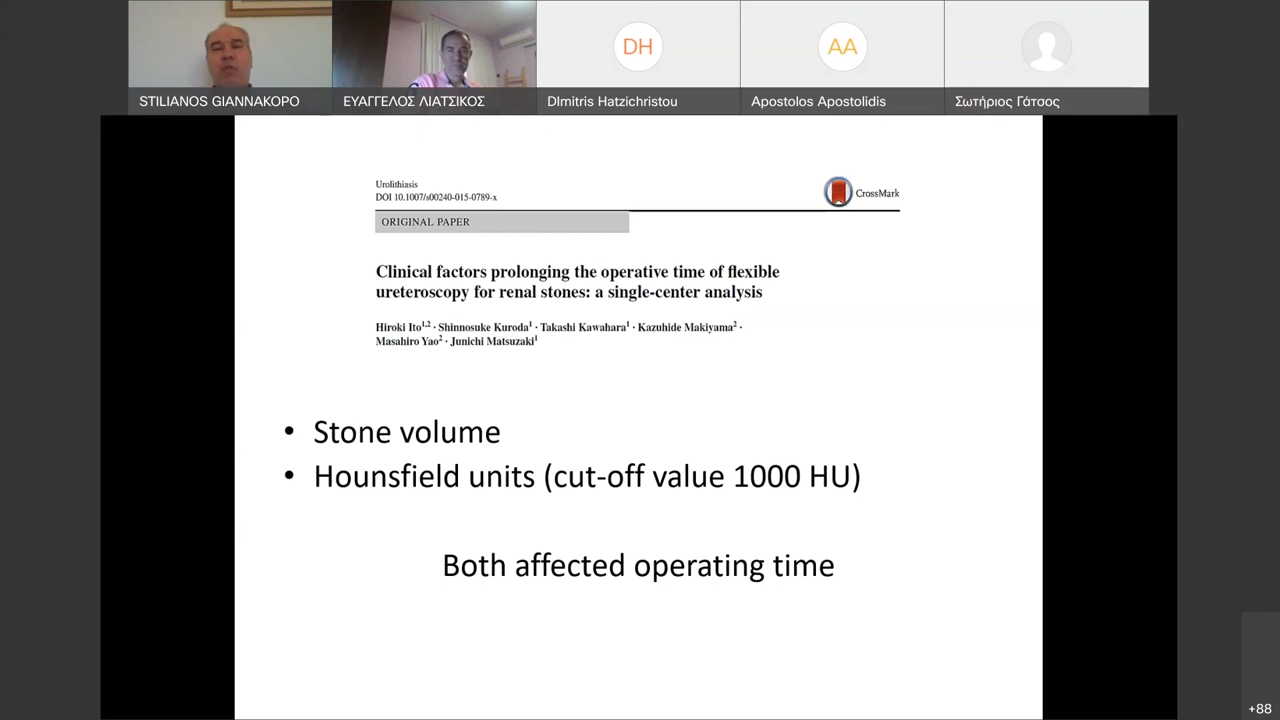 DH
AA
STILIANOS GIANNAKOPO
ΕΥΑΓΓΕΛΟΣ ΛΙΑΤΣΙΚΟΣ
DImitris Hatzichristou
Apostolos Apostolidis
Σωτήριος Γάτσος
Urolithiasis
DOI 10.1007/s00240-015-0789-x
CrossMark
ORIGINAL PAPER
Clinical factors prolonging the operative time of flexible
ureteroscopy for renal stones: a single-center analysis
Hiroki Ito1,2 · Shinnosuke Kuroda1 · Takashi Kawahara1 · Kazuhide Makiyama2 ·
Masahiro Yao2 · Junichi Matsuzaki1
• Stone volume
• Hounsfield units (cut-off value 1000 HU)
Both affected operating time
+88